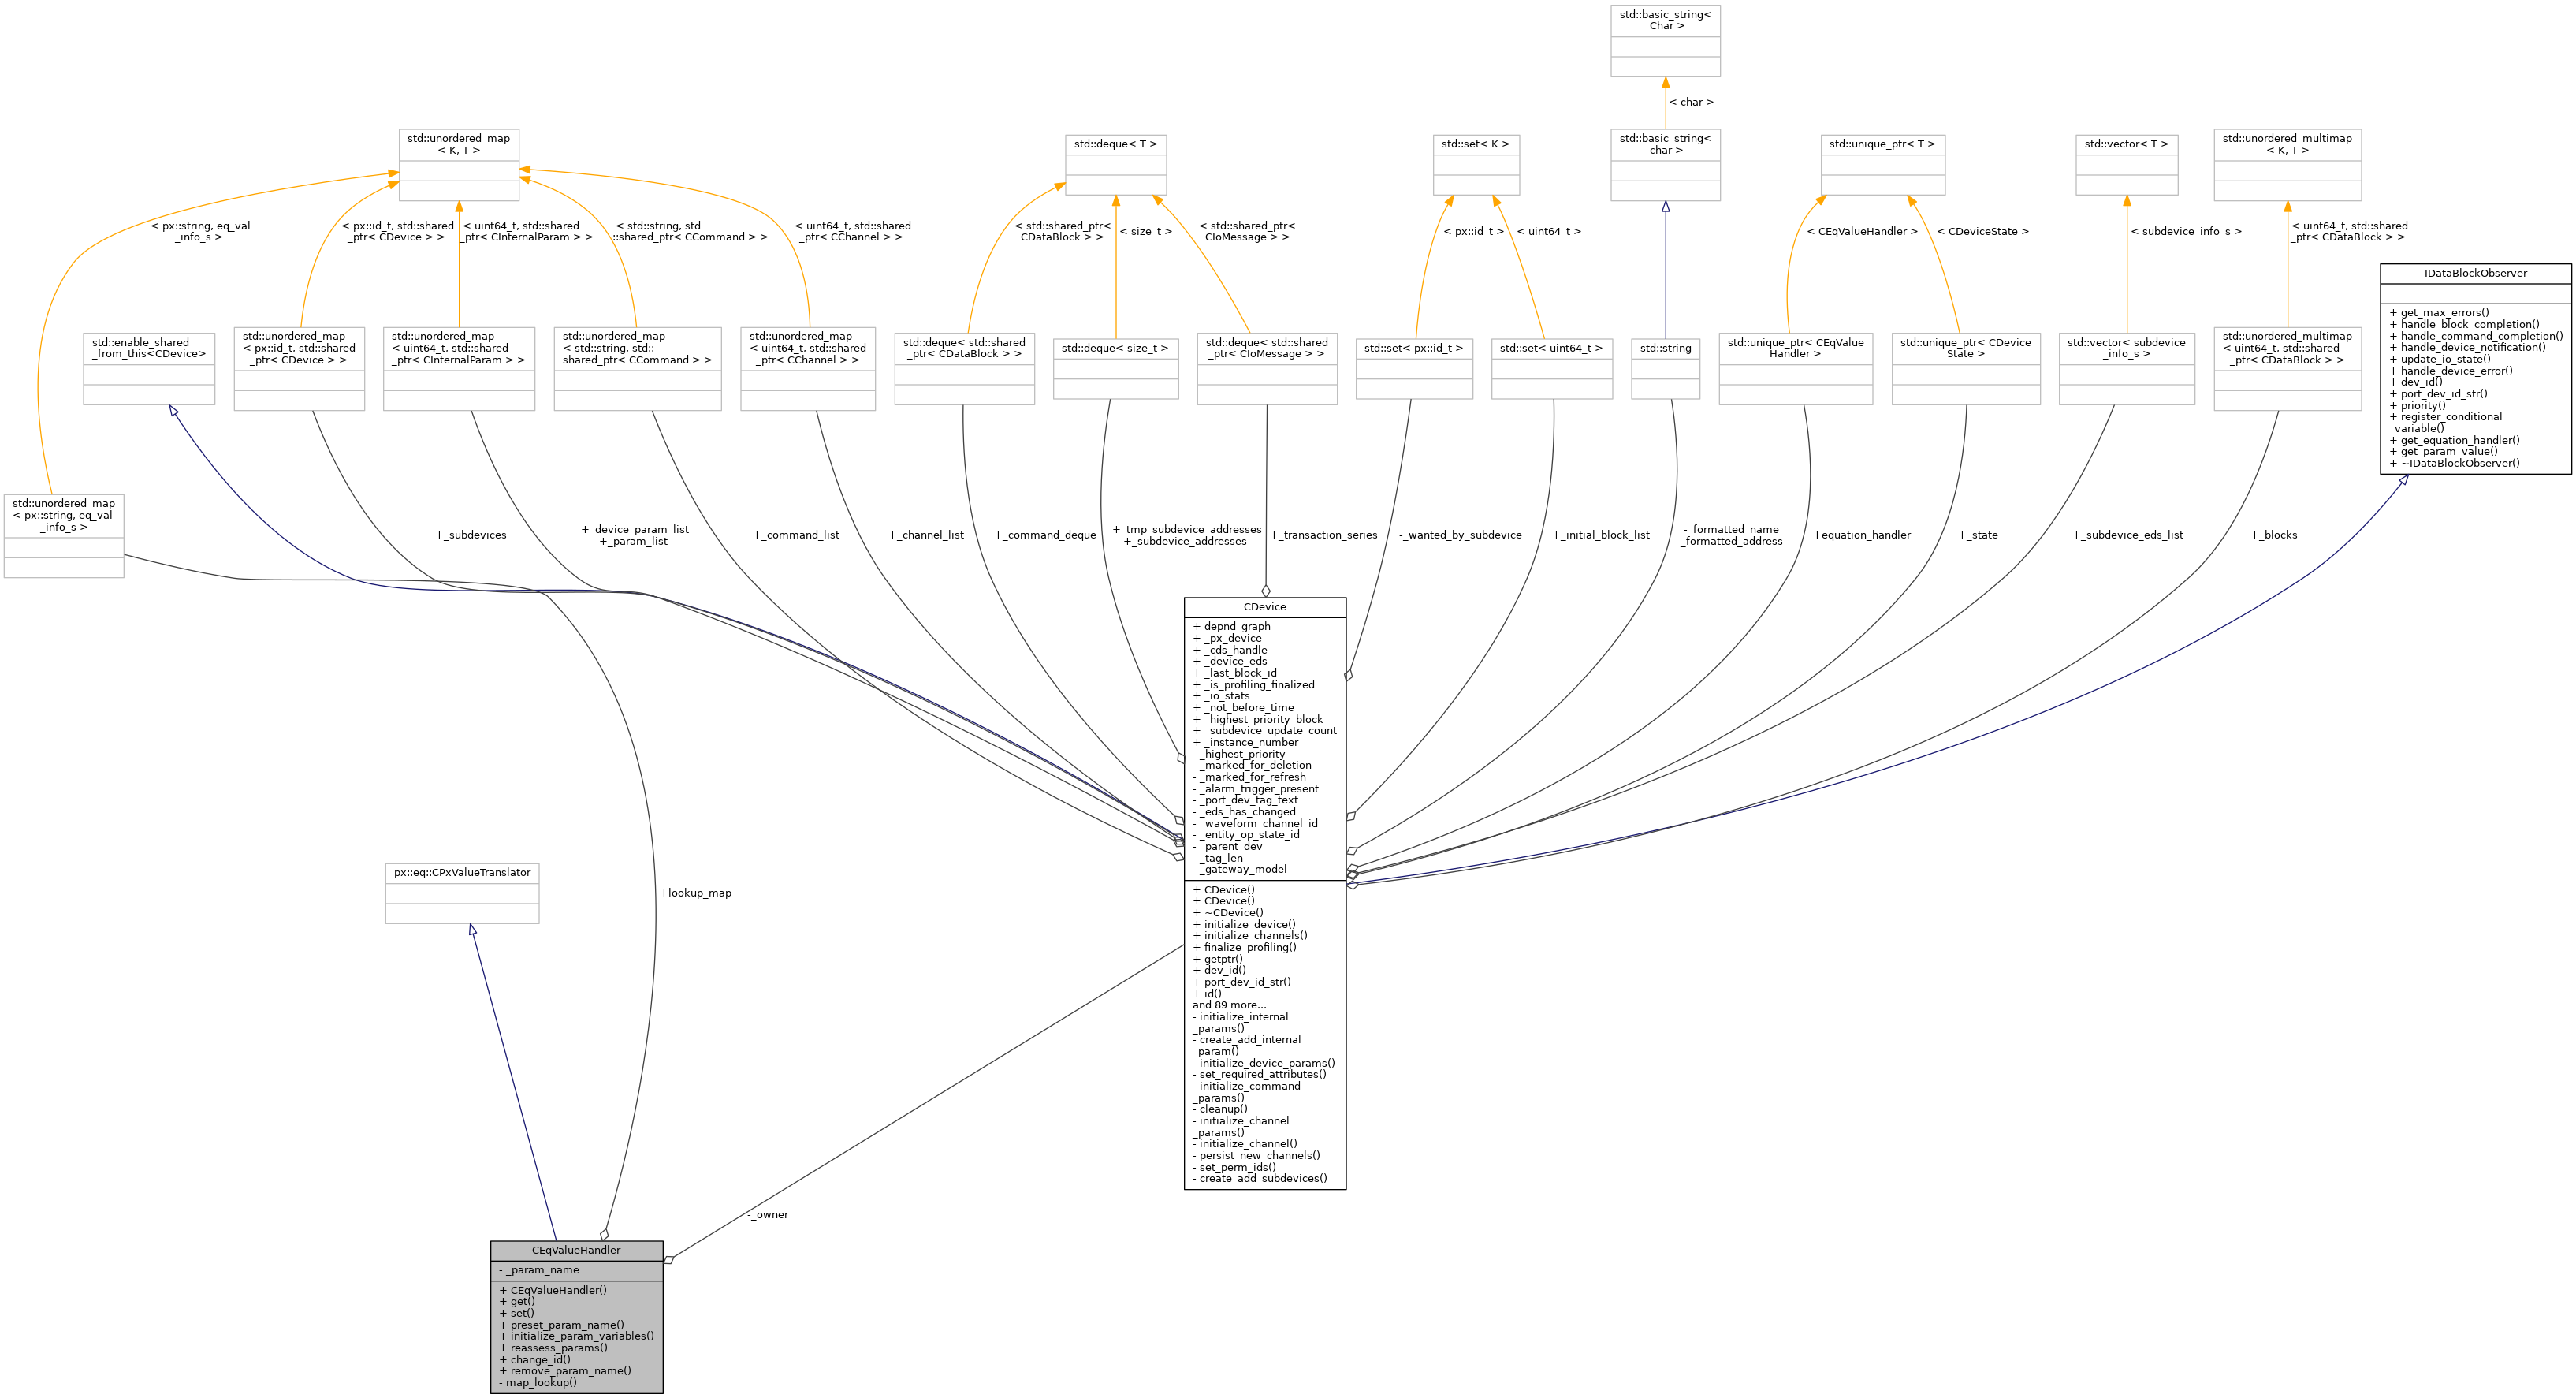 std::basic_string<
Char >
< char >
std::unordered_map
< K, T >
std::deque< T >
std::set< K >
std::basic_string<
char >
std::unique_ptr< T >
std::vector< T >
std::unordered_multimap
< K, T >
< px::string, eq_val
_info_s >
< px::id_t, std::shared
_ptr< CDevice > >
< uint64_t, std::shared
_ptr< CInternalParam > >
< std::string, std
::shared_ptr< CCommand > >
< uint64_t, std::shared
_ptr< CChannel > >
< std::shared_ptr<
CDataBlock > >
< size_t >
< std::shared_ptr<
CIoMessage > >
< px::id_t >
< uint64_t >
< CEqValueHandler >
< CDeviceState >
< subdevice_info_s >
< uint64_t, std::shared
_ptr< CDataBlock > >
IDataBlockObserver
+ get_max_errors()
+ handle_block_completion()
+ handle_command_completion()
+ handle_device_notification()
+ update_io_state()
+ handle_device_error()
+ dev_id()
+ port_dev_id_str()
+ priority()
+ register_conditional
_variable()
+ get_equation_handler()
+ get_param_value()
+ ~IDataBlockObserver()
std::enable_shared
_from_this<CDevice>
std::unordered_map
< px::id_t, std::shared
_ptr< CDevice > >
std::unordered_map
< uint64_t, std::shared
_ptr< CInternalParam > >
std::unordered_map
< std::string, std::
shared_ptr< CCommand > >
std::unordered_map
< uint64_t, std::shared
_ptr< CChannel > >
std::deque< std::shared
_ptr< CDataBlock > >
std::deque< size_t >
std::deque< std::shared
_ptr< CIoMessage > >
std::set< px::id_t >
std::set< uint64_t >
std::string
std::unique_ptr< CEqValue
Handler >
std::unique_ptr< CDevice
State >
std::vector< subdevice
_info_s >
std::unordered_multimap
< uint64_t, std::shared
_ptr< CDataBlock > >
std::unordered_map
< px::string, eq_val
_info_s >
+_subdevices
+_device_param_list
+_param_list
+_command_list
+_channel_list
+_command_deque
+_tmp_subdevice_addresses
+_subdevice_addresses
+_transaction_series
-_wanted_by_subdevice
+_initial_block_list
-_formatted_name
-_formatted_address
+equation_handler
+_state
+_subdevice_eds_list
+_blocks
CDevice
+ depnd_graph
+ _px_device
+ _cds_handle
+ _device_eds
+ _last_block_id
+ _is_profiling_finalized
+ _io_stats
+ _not_before_time
+ _highest_priority_block
+ _subdevice_update_count
+ _instance_number
- _highest_priority
- _marked_for_deletion
- _marked_for_refresh
- _alarm_trigger_present
- _port_dev_tag_text
- _eds_has_changed
- _waveform_channel_id
- _entity_op_state_id
- _parent_dev
- _tag_len
- _gateway_model
+ CDevice()
+ CDevice()
+ ~CDevice()
+ initialize_device()
+ initialize_channels()
+ finalize_profiling()
+ getptr()
+ dev_id()
+ port_dev_id_str()
+ id()
and 89 more...
- initialize_internal
_params()
- create_add_internal
_param()
- initialize_device_params()
- set_required_attributes()
- initialize_command
_params()
- cleanup()
- initialize_channel
_params()
- initialize_channel()
- persist_new_channels()
- set_perm_ids()
- create_add_subdevices()
px::eq::CPxValueTranslator
+lookup_map
-_owner
CEqValueHandler
- _param_name
+ CEqValueHandler()
+ get()
+ set()
+ preset_param_name()
+ initialize_param_variables()
+ reassess_params()
+ change_id()
+ remove_param_name()
- map_lookup()